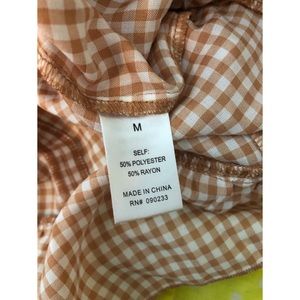 M
SELF:
50% POLYESTER
50% RAYON
MADE IN CHINA
RN# 090233